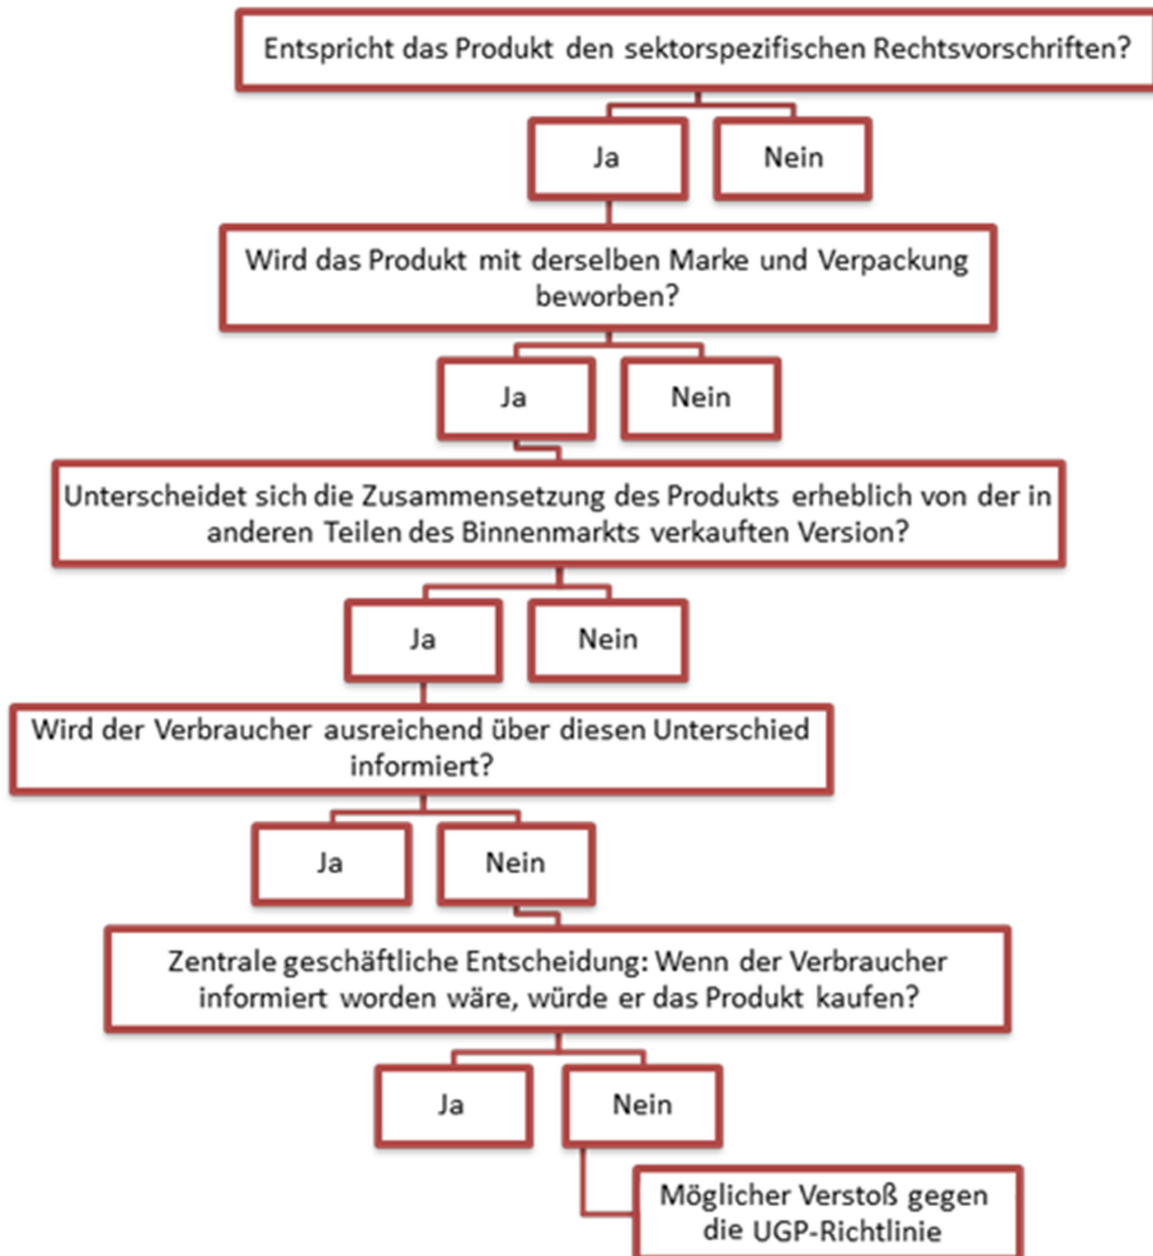 Entspricht das Produkt den sektorspezifischen Rechtsvorschriften?
Ja
Nein
Wird das Produkt mit derselben Marke und Verpackung
beworben?
Ja
Nein
Unterscheidet sich die Zusammensetzung des Produkts erheblich von der in
anderen Teilen des Binnenmarkts verkauften Version?
Ja
Nein
Wird der Verbraucher ausreichend über diesen Unterschied
informiert?
Ja
Nein
Zentrale geschäftliche Entscheidung: Wenn der Verbraucher
informiert worden wäre, würde er das Produkt kaufen?
Ja
Nein
Möglicher Verstoß gegen
die UGP-Richtlinie